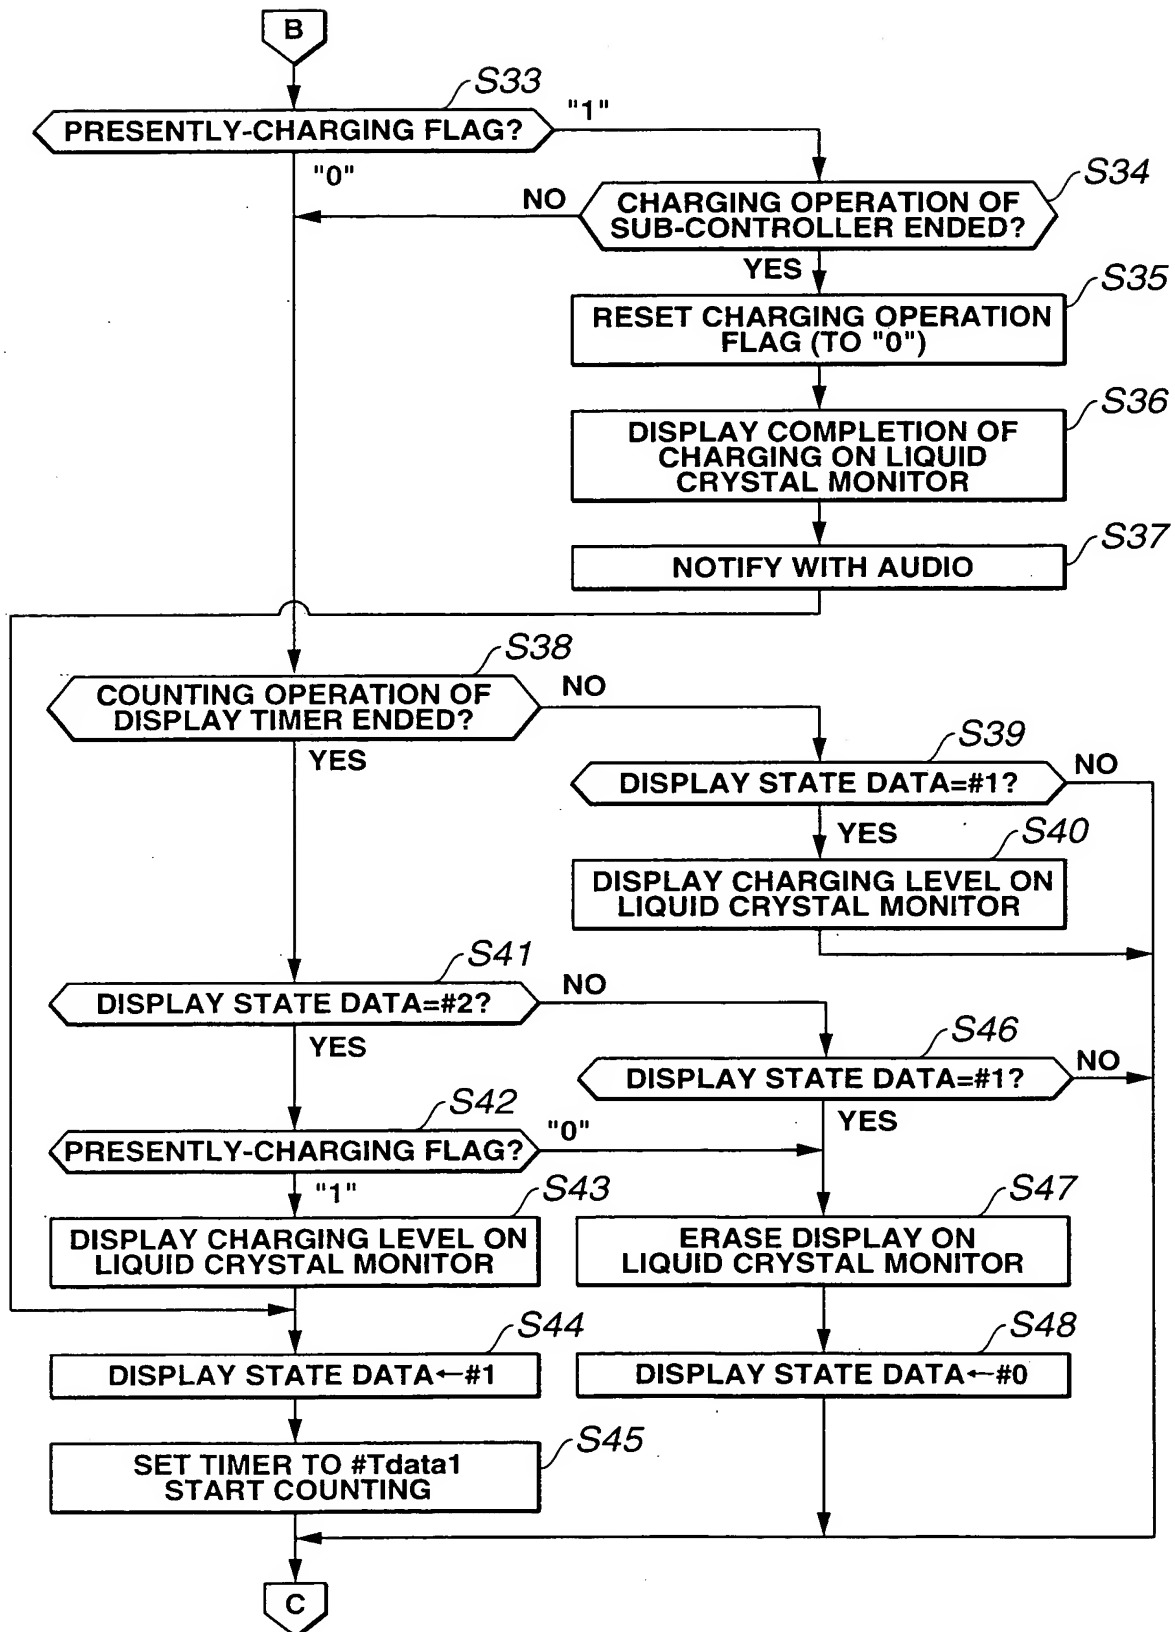 B
S33
PRESENTLY-CHARGING FLAG?
"1"
"0"
S34
NO
CHARGING OPERATION OF
SUB-CONTROLLER ENDED?
YES
S35
RESET CHARGING OPERATION
FLAG (TO "0")
S36
DISPLAY COMPLETION OF
CHARGING ON LIQUID
CRYSTAL MONITOR
S37
NOTIFY WITH AUDIO
S38
COUNTING OPERATION OF
DISPLAY TIMER ENDED?
NO
YES
S39
DISPLAY STATE DATA=#1?
NO
YES
S40
DISPLAY CHARGING LEVEL ON
LIQUID CRYSTAL MONITOR
S41
DISPLAY STATE DATA=#2?
NO
YES
S46
DISPLAY STATE DATA=#1?
NO
YES
S42
PRESENTLY-CHARGING FLAG?
"0"
"1"
S43
DISPLAY CHARGING LEVEL ON
LIQUID CRYSTAL MONITOR
S47
ERASE DISPLAY ON
LIQUID CRYSTAL MONITOR
S44
DISPLAY STATE DATA←#1
S48
DISPLAY STATE DATA←#0
S45
SET TIMER TO #Tdata1
START COUNTING
C